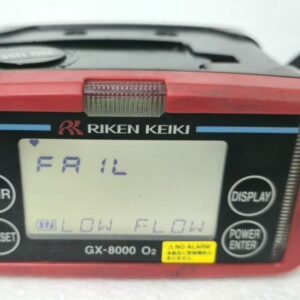 RIKEN KEIKI
FAIL
LOW FLOW
DISPLAY
POWER
ENTER
GX-8000 O2
⚠NO ALARM